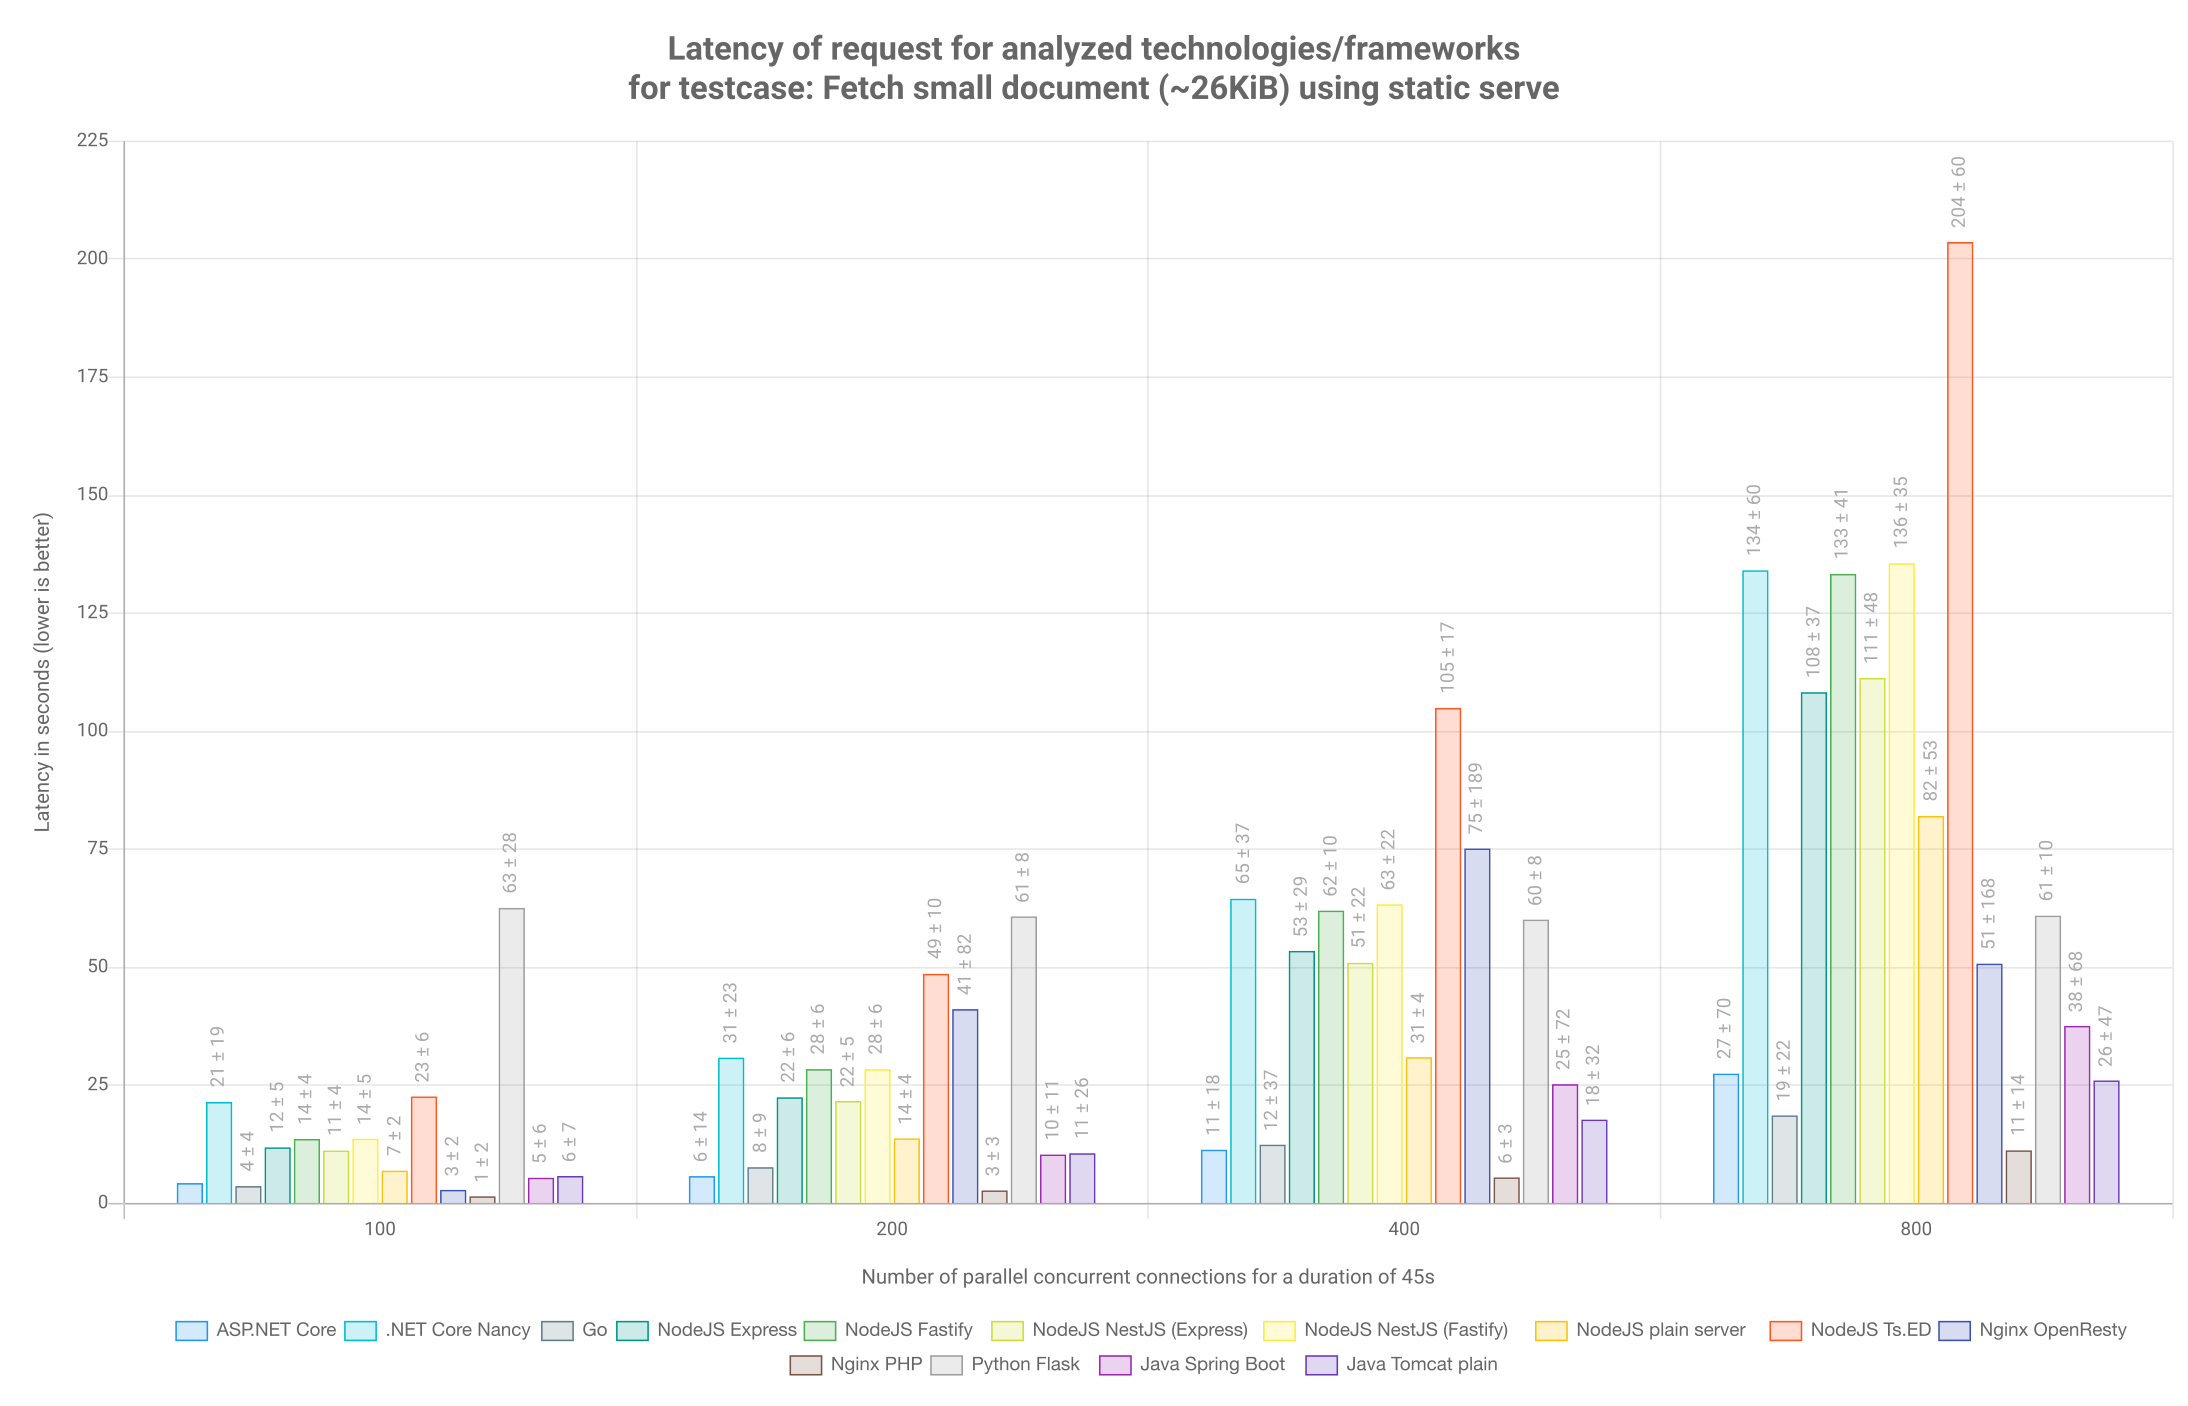 Latency of request for analyzed technologies/frameworks
for testcase: Fetch small document (~26KiB) using static serve
Latency in seconds (lower is better)
225
200
175
150
125
100
75
50
25
0
21 ± 19
4 ± 4
12 ± 5
14 ± 4
11 ± 4
14 ± 5
7 ± 2
23 ± 6
3 ± 2
1 ± 2
63 ± 28
5 ± 6
6 ± 7
6 ± 14
31 ± 23
8 ± 9
22 ± 6
28 ± 6
22 ± 5
28 ± 6
14 ± 4
49 ± 10
41 ± 82
3 ± 3
61 ± 8
10 ± 11
11 ± 26
11 ± 18
65 ± 37
12 ± 37
53 ± 29
62 ± 10
51 ± 22
63 ± 22
31 ± 4
105 ± 17
75 ± 189
6 ± 3
60 ± 8
25 ± 72
18 ± 32
27 ± 70
134 ± 60
19 ± 22
108 ± 37
133 ± 41
111 ± 48
136 ± 35
82 ± 53
204 ± 60
51 ± 168
11 ± 14
61 ± 10
38 ± 68
26 ± 47
100
200
400
800
Number of parallel concurrent connections for a duration of 45s
ASP.NET Core .NET Core Nancy Go NodeJS Express NodeJS Fastify NodeJS NestJS (Express) NodeJS NestJS (Fastify) NodeJS plain server NodeJS Ts.ED Nginx OpenResty
Nginx PHP Python Flask Java Spring Boot Java Tomcat plain